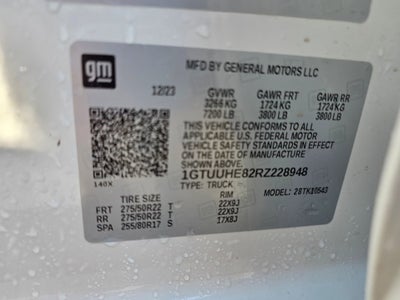 gm
MFD BY GENERAL MOTORS LLC
12/23 GVWR GAWR FRT GAWR RR
3266 KG 1724 KG 1724 KG
7200 LB 3800 LB 3800 LB
THIS VEHICLE CONFORMS TO ALL
APPLICABLE U.S. FEDERAL MOTOR
VEHICLE SAFETY STANDARDS IN EFFECT
ON THE DATE OF MANUFACTURE
SHOWN ABOVE.
1GTUUHE82RZ228948
140X TYPE: TRUCK MODEL:
TIRE SIZE RIM
FRT 275/50R22 T 22X9J
RR 275/50R22 T 22X9J
SPA 255/80R17 S 17X8J